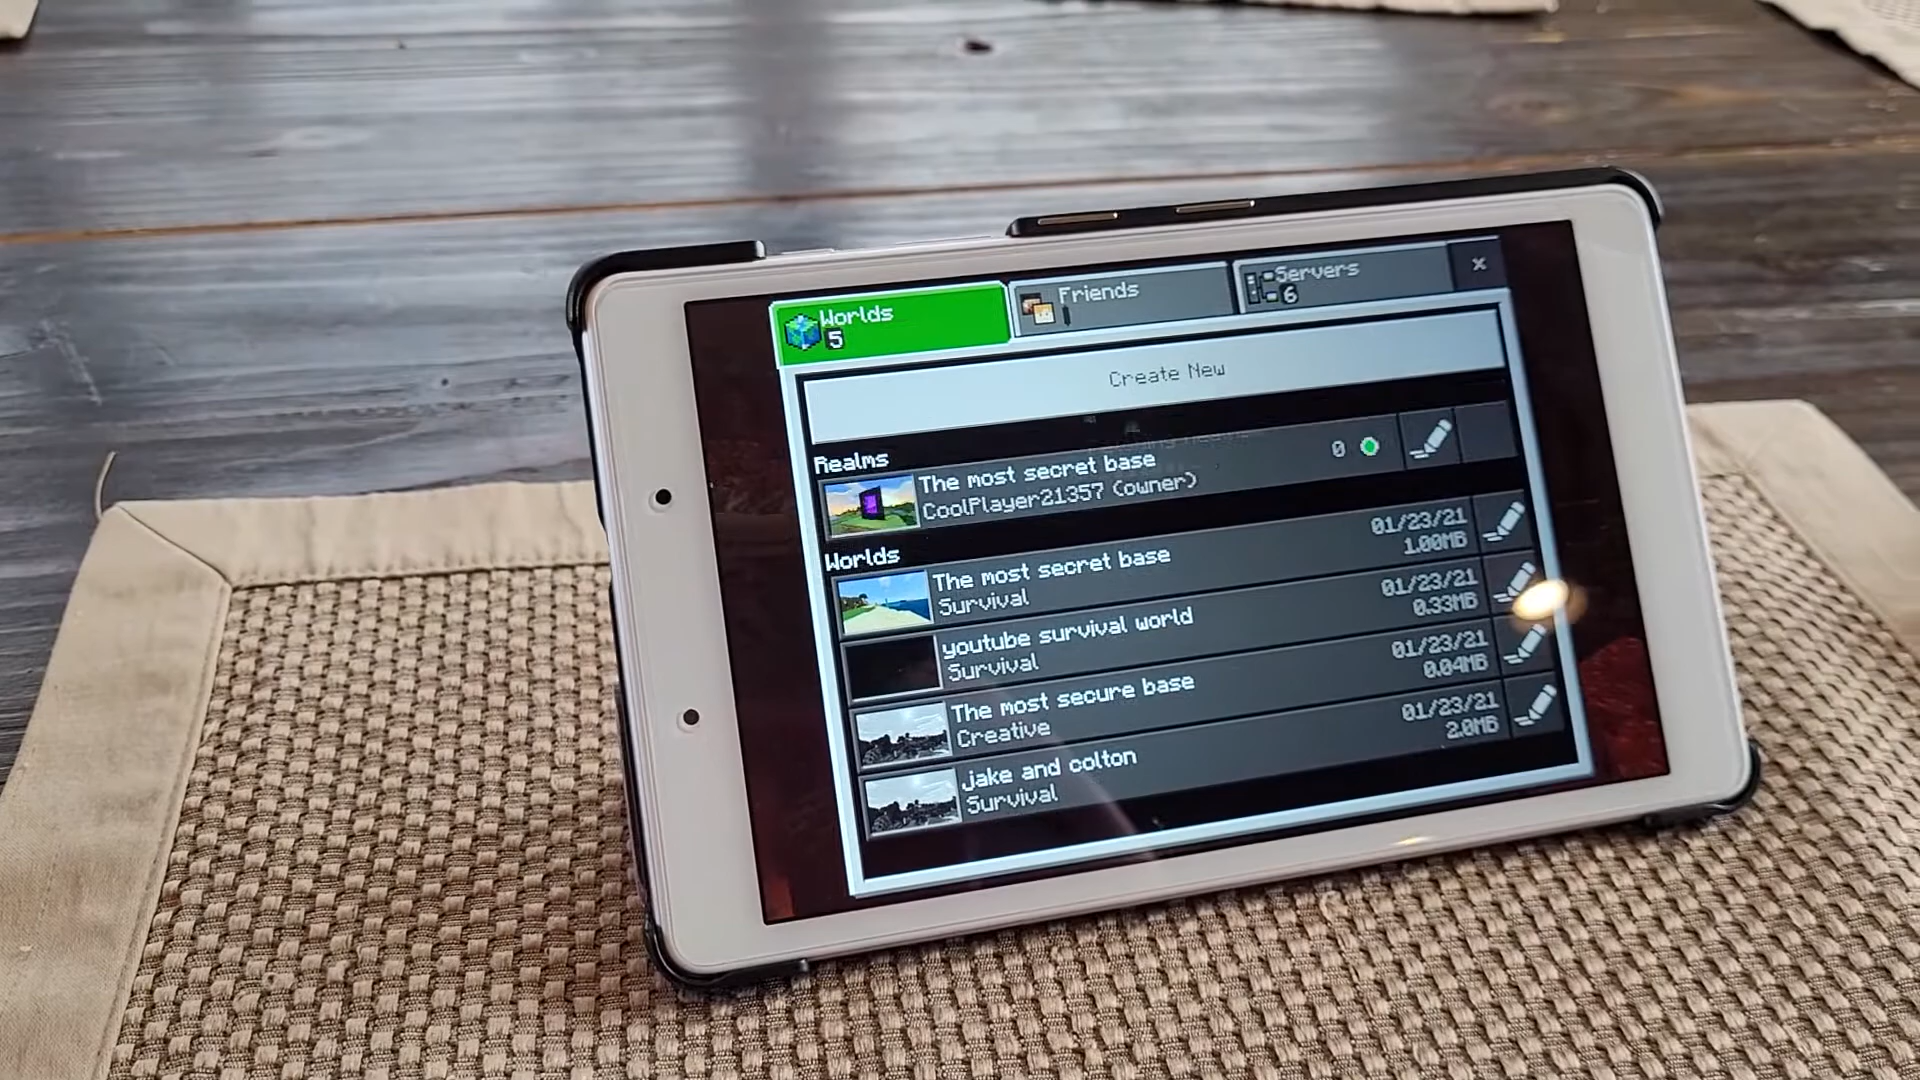 Worlds
5
Friends
Servers
6
Create New
Realms
The most secret base
CoolPlayer21357 (owner)
0
Worlds
The most secret base
Survival
01/23/21
1.00MB
youtube survival world
Survival
01/23/21
0.33MB
The most secure base
Creative
01/23/21
0.04MB
jake and colton
Survival
01/23/21
2.0MB